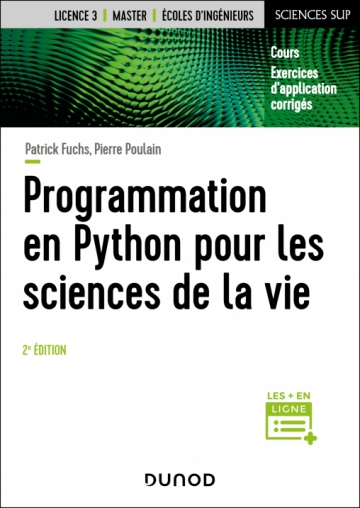 LICENCE 3 | MASTER | ÉCOLES D'INGÉNIEURS SCIENCES SUP
Cours
Exercices
d'application
corrigés
Patrick Fuchs, Pierre Poulain
Programmation
en Python pour les
sciences de la vie
2e ÉDITION
LES + EN
LIGNE
DUNOD